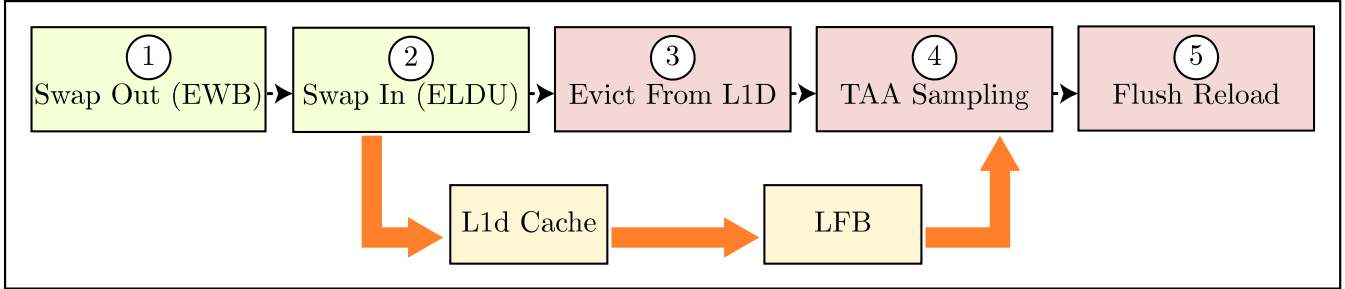 1
Swap Out (EWB)
2
Swap In (ELDU)
3
Evict From L1D
4
TAA Sampling
5
Flush Reload
L1d Cache
LFB